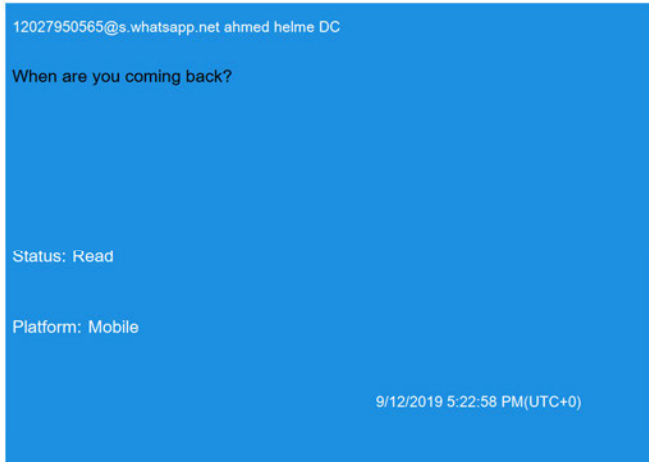 12027950565@s.whatsapp.net ahmed helme DC
When are you coming back?
Status: Read
Platform: Mobile
9/12/2019 5:22:58 PM(UTC+0)